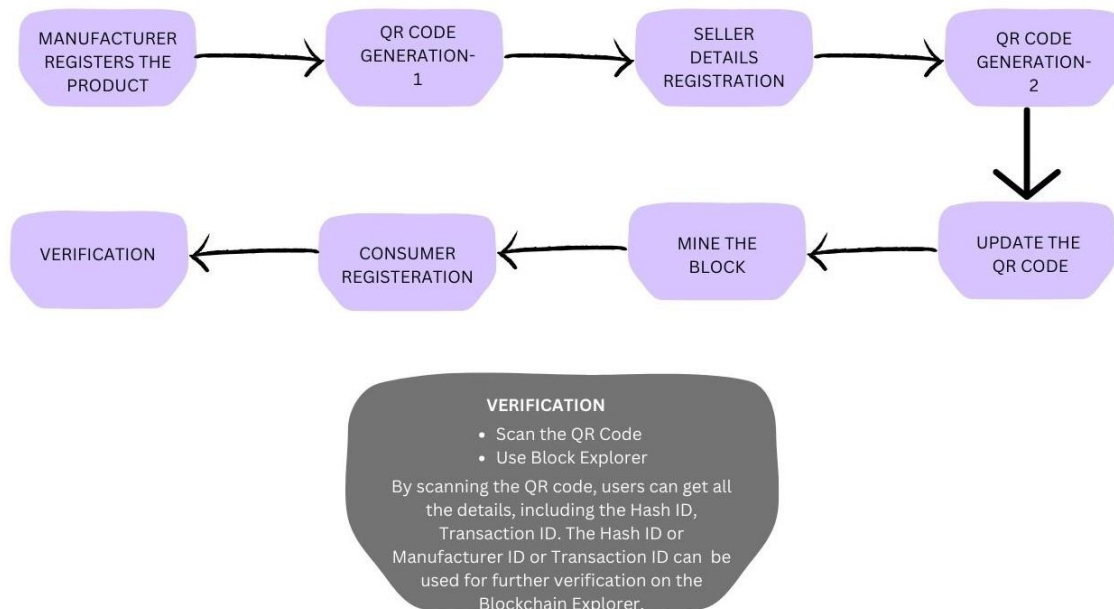 MANUFACTURER
REGISTERS THE
PRODUCT
QR CODE
GENERATION-
1
SELLER
DETAILS
REGISTRATION
QR CODE
GENERATION-
2
UPDATE THE
QR CODE
MINE THE
BLOCK
CONSUMER
REGISTERATION
VERIFICATION
VERIFICATION
• Scan the QR Code
• Use Block Explorer
By scanning the QR code, users can get all
the details, including the Hash ID,
Transaction ID. The Hash ID or
Manufacturer ID or Transaction ID can be
used for further verification on the
Blockchain Explorer.